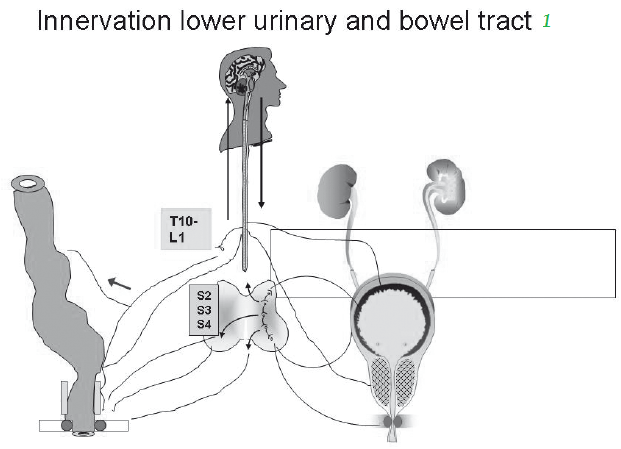 Innervation lower urinary and bowel tract 1
T10-
L1
S2
S3
S4